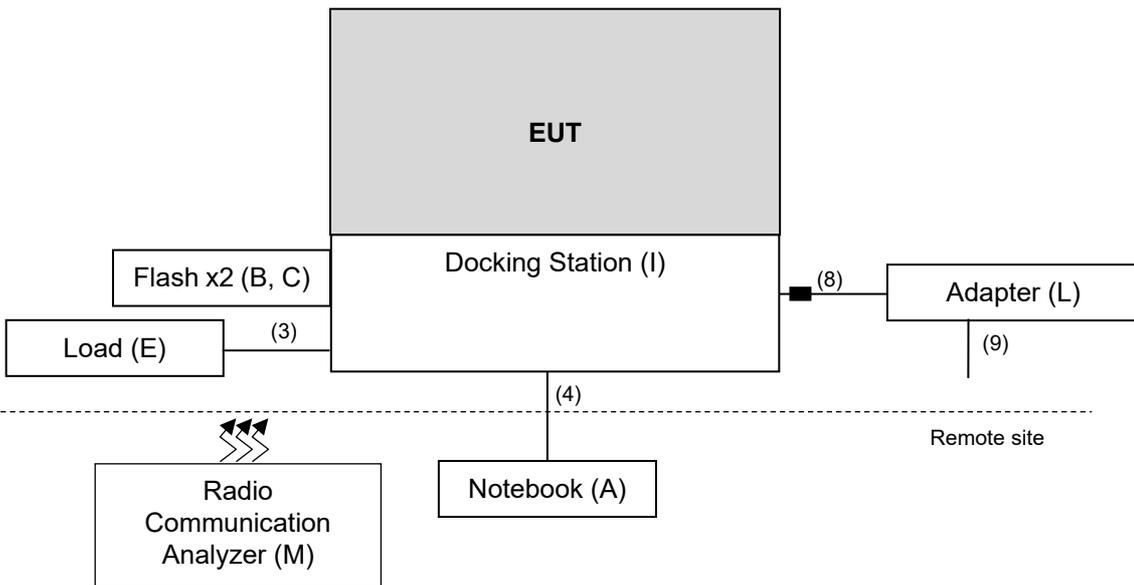 EUT
Docking Station (I)
Flash x2 (B, C)
(8)
Adapter (L)
Load (E)
(3)
(9)
(4)
Remote site
Radio
Communication
Analyzer (M)
Notebook (A)